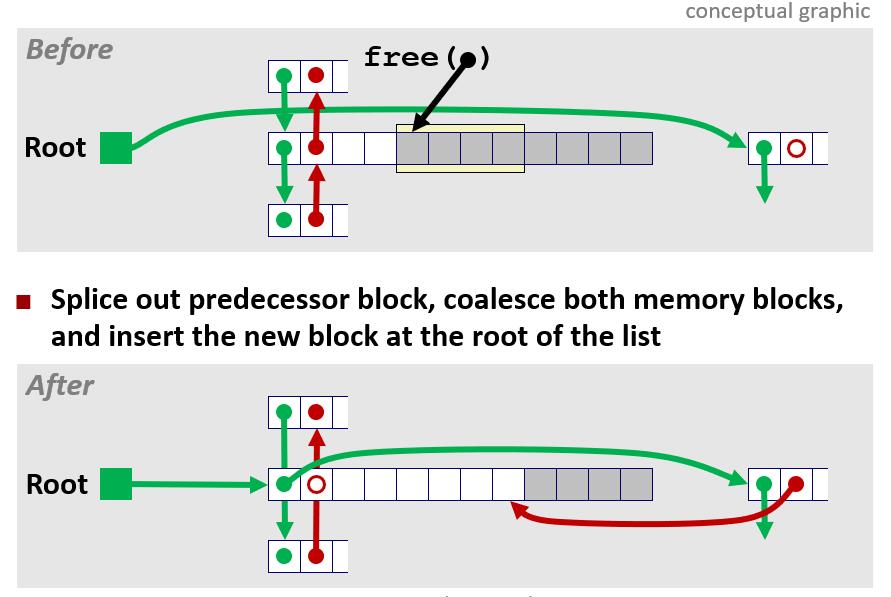 conceptual graphic
Before
free( )
Root
Splice out predecessor block, coalesce both memory blocks,
and insert the new block at the root of the list
After
Root